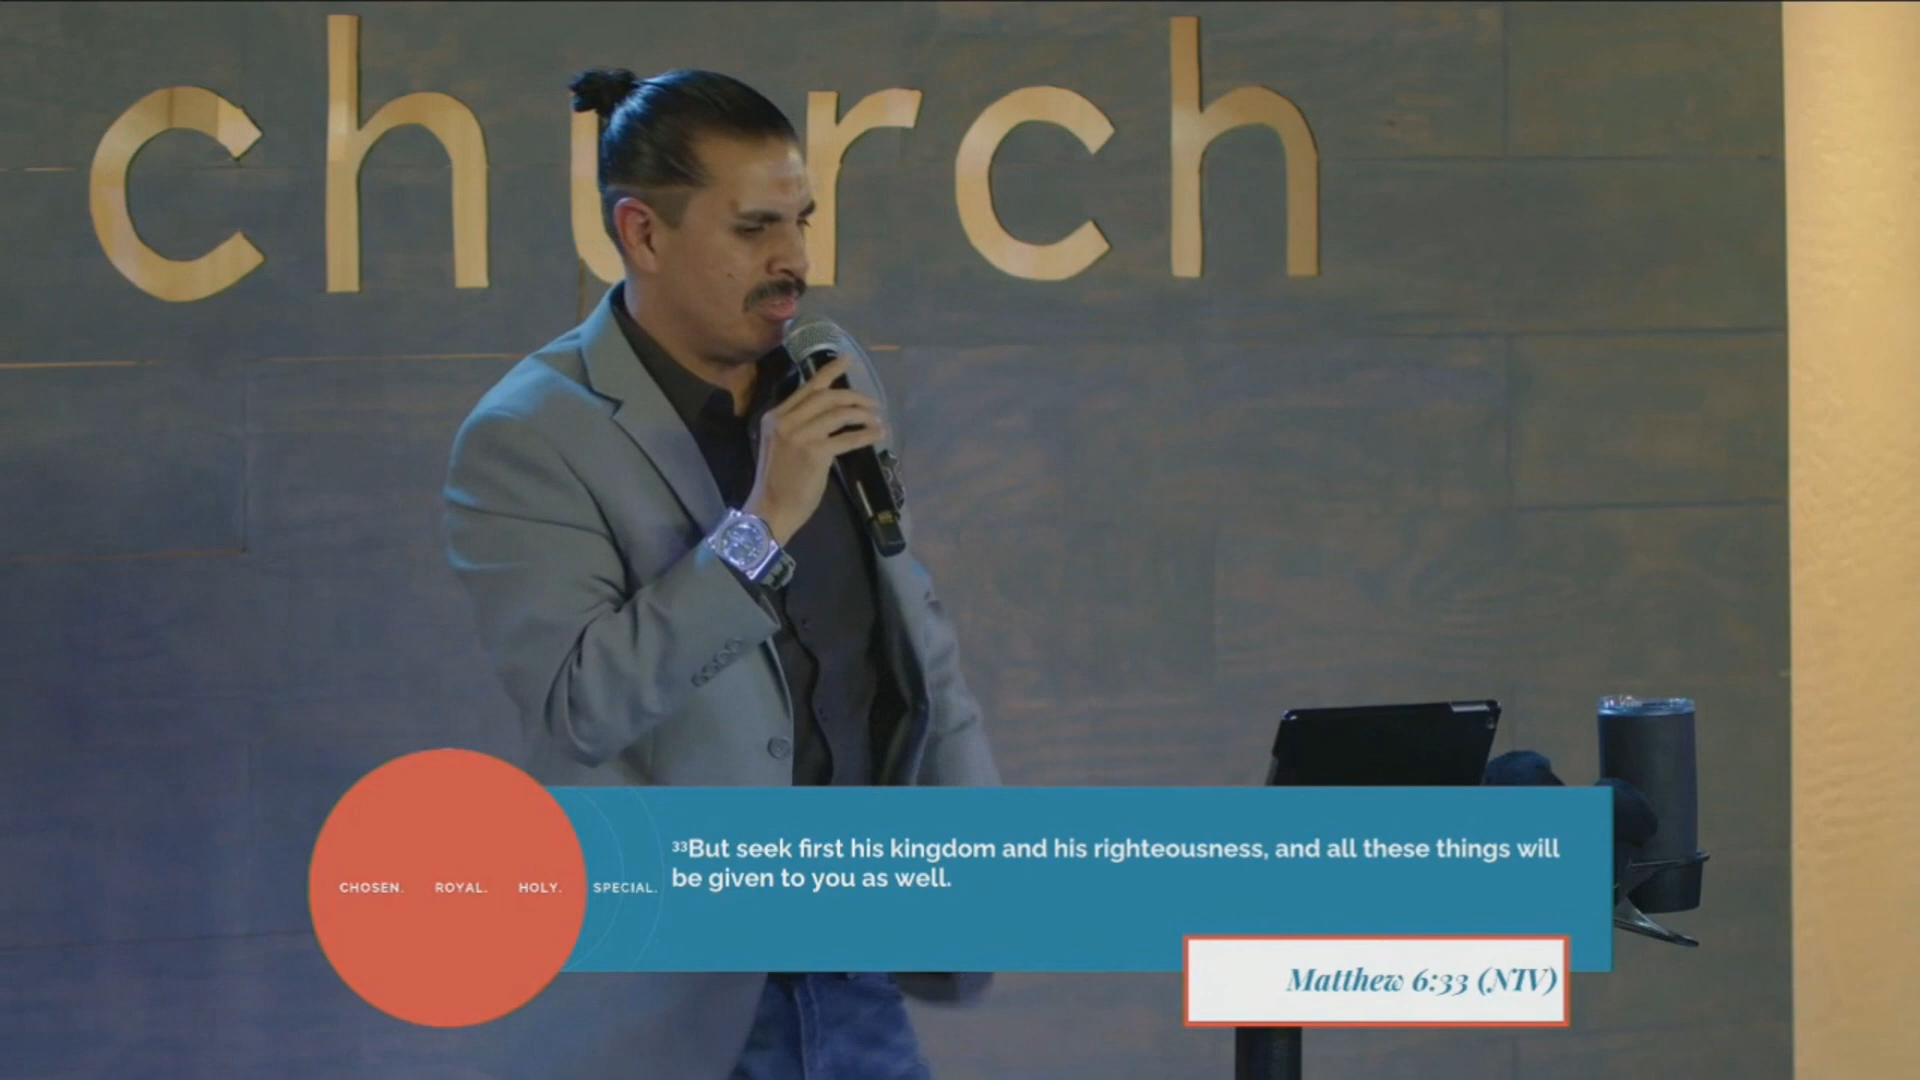 church
³³But seek first his kingdom and his righteousness, and all these things will
be given to you as well.
CHOSEN. ROYAL. HOLY. SPECIAL.
Matthew 6:33 (NIV)